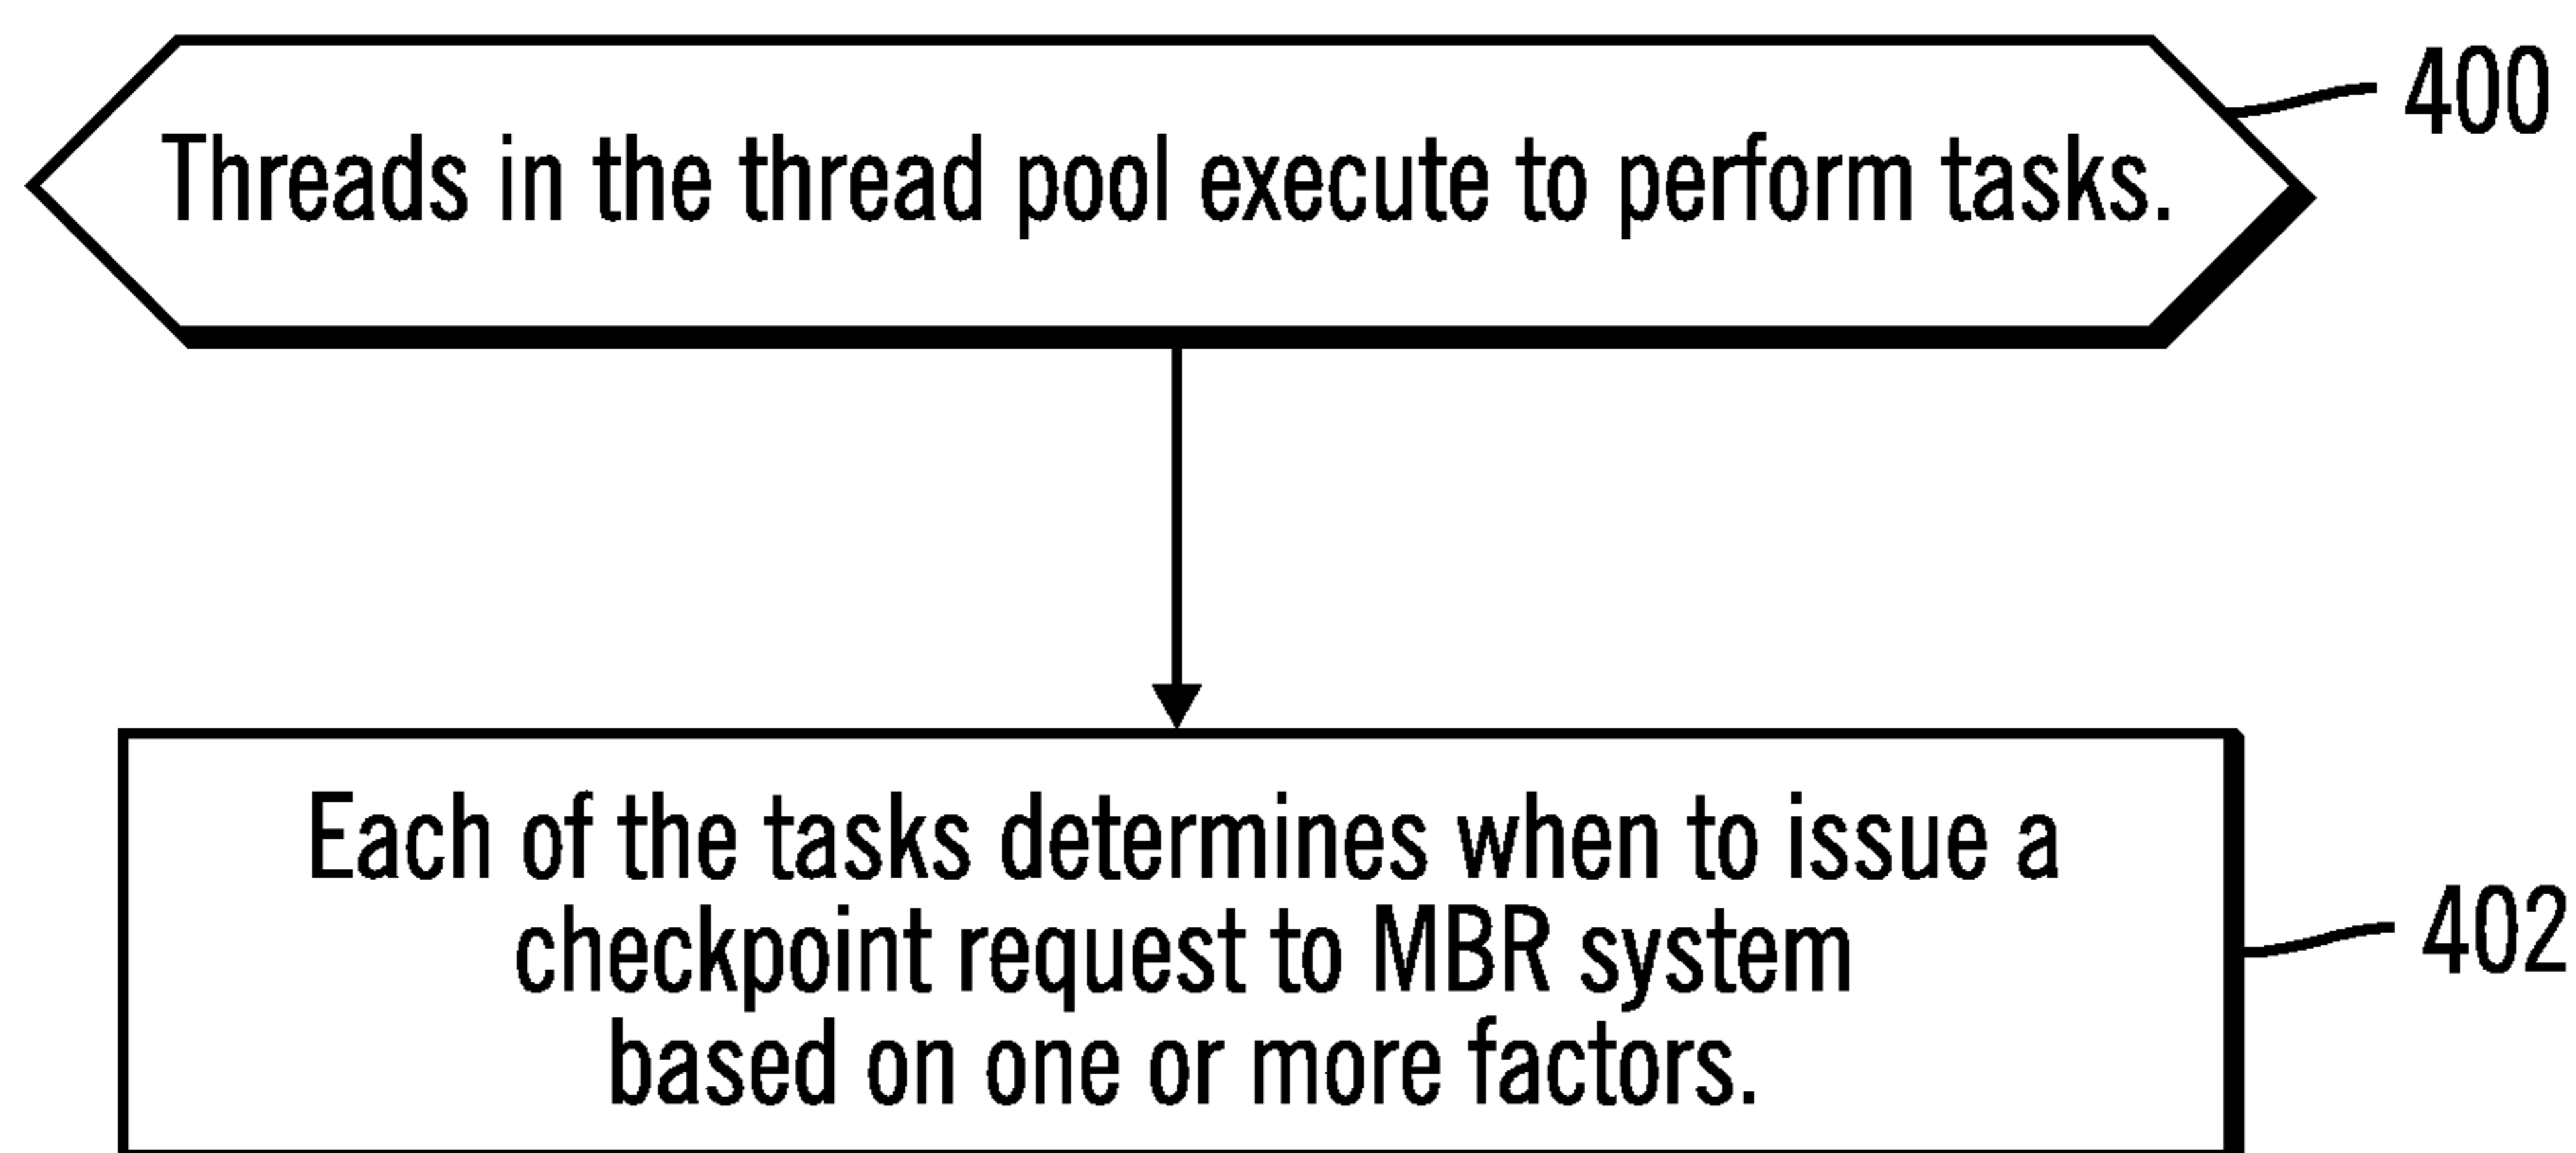 Threads in the thread pool execute to perform tasks.
400
Each of the tasks determines when to issue a
checkpoint request to MBR system
based on one or more factors.
402